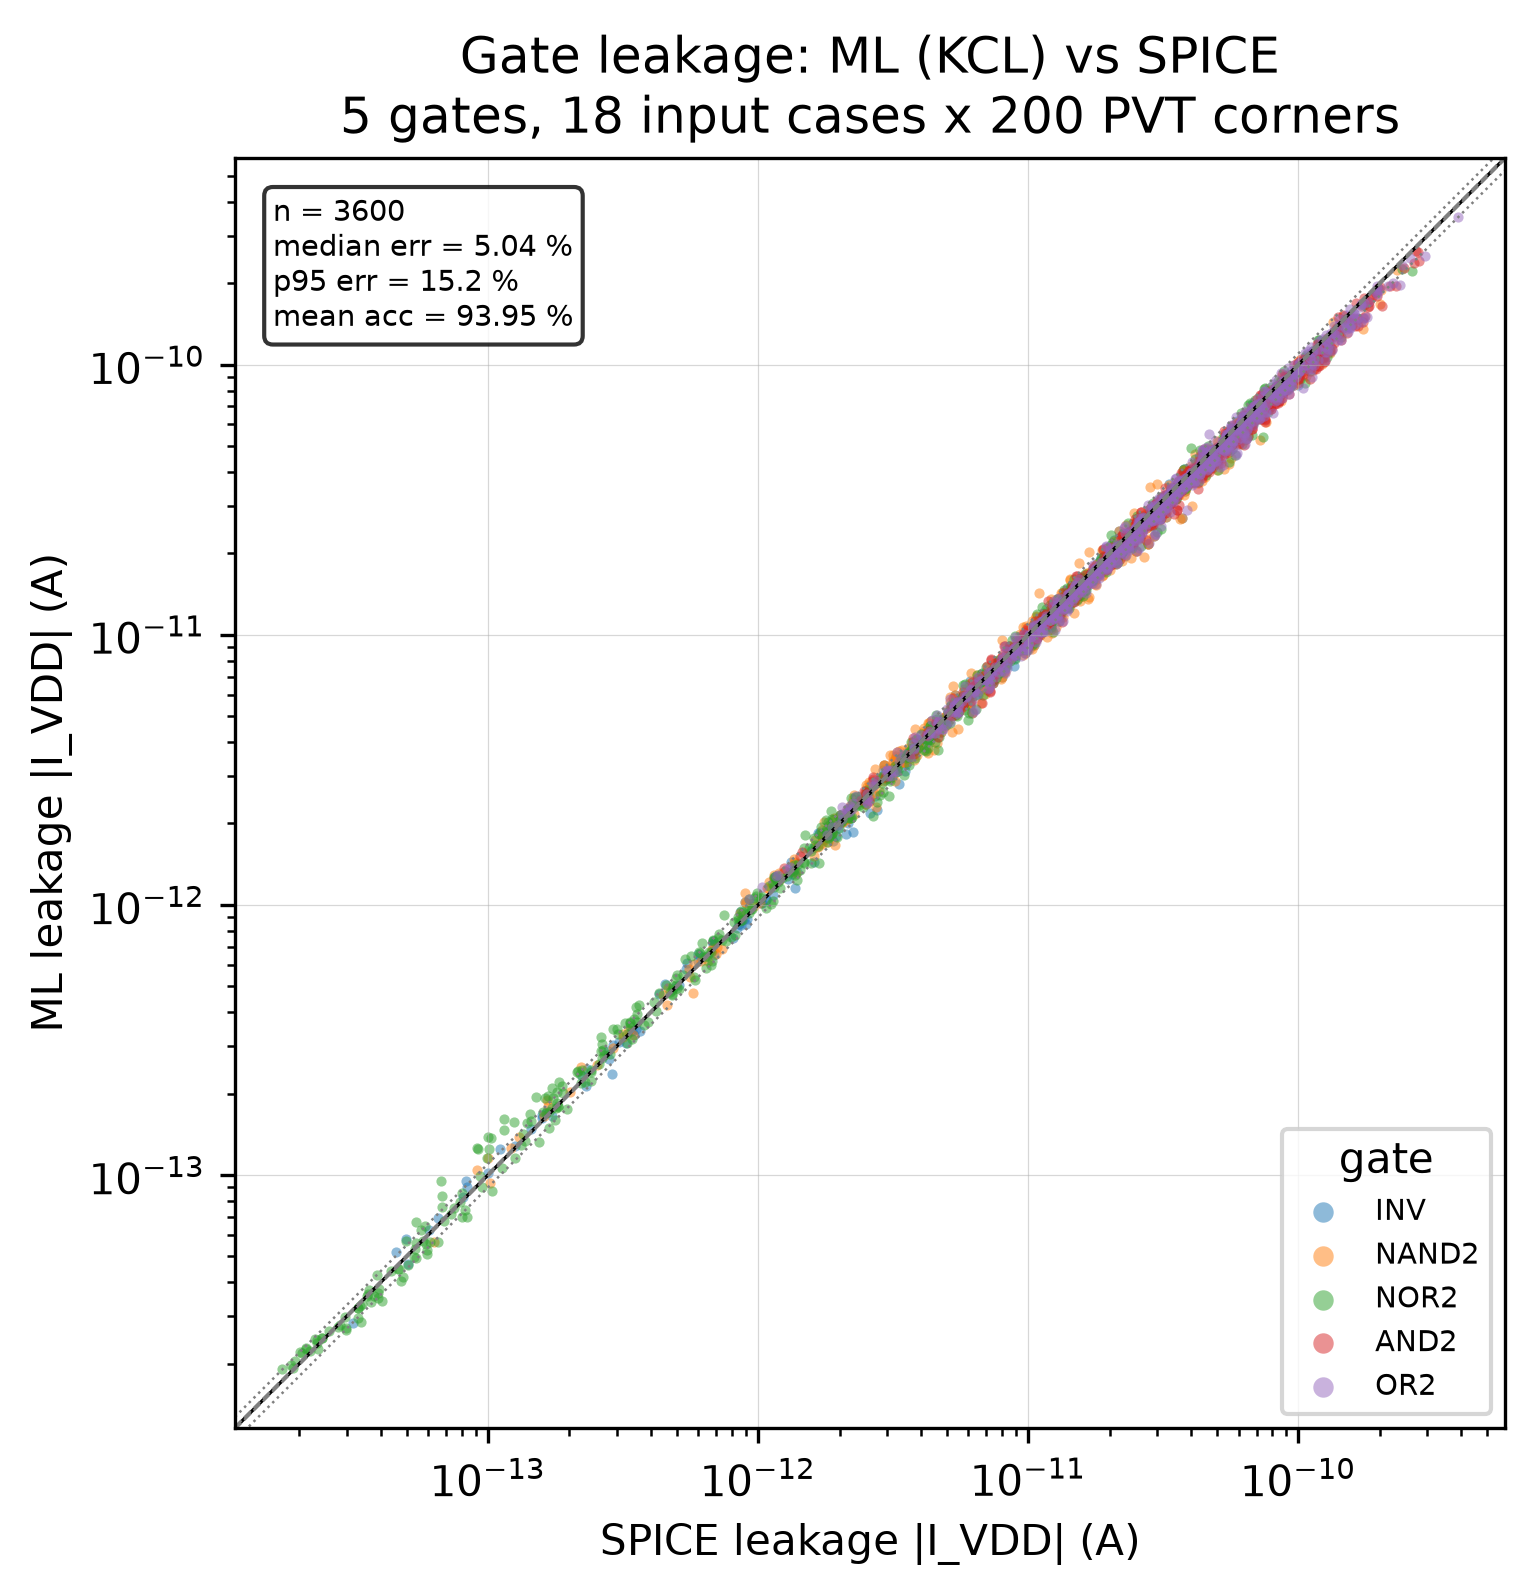 Gate leakage: ML (KCL) vs SPICE
5 gates, 18 input cases x 200 PVT corners
n = 3600
median err = 5.04 %
p95 err = 15.2 %
mean acc = 93.95 %
ML leakage |I_VDD| (A)
10⁻¹⁰
10⁻¹¹
10⁻¹²
10⁻¹³
gate
INV
NAND2
NOR2
AND2
OR2
10⁻¹³ 10⁻¹² 10⁻¹¹ 10⁻¹⁰
SPICE leakage |I_VDD| (A)